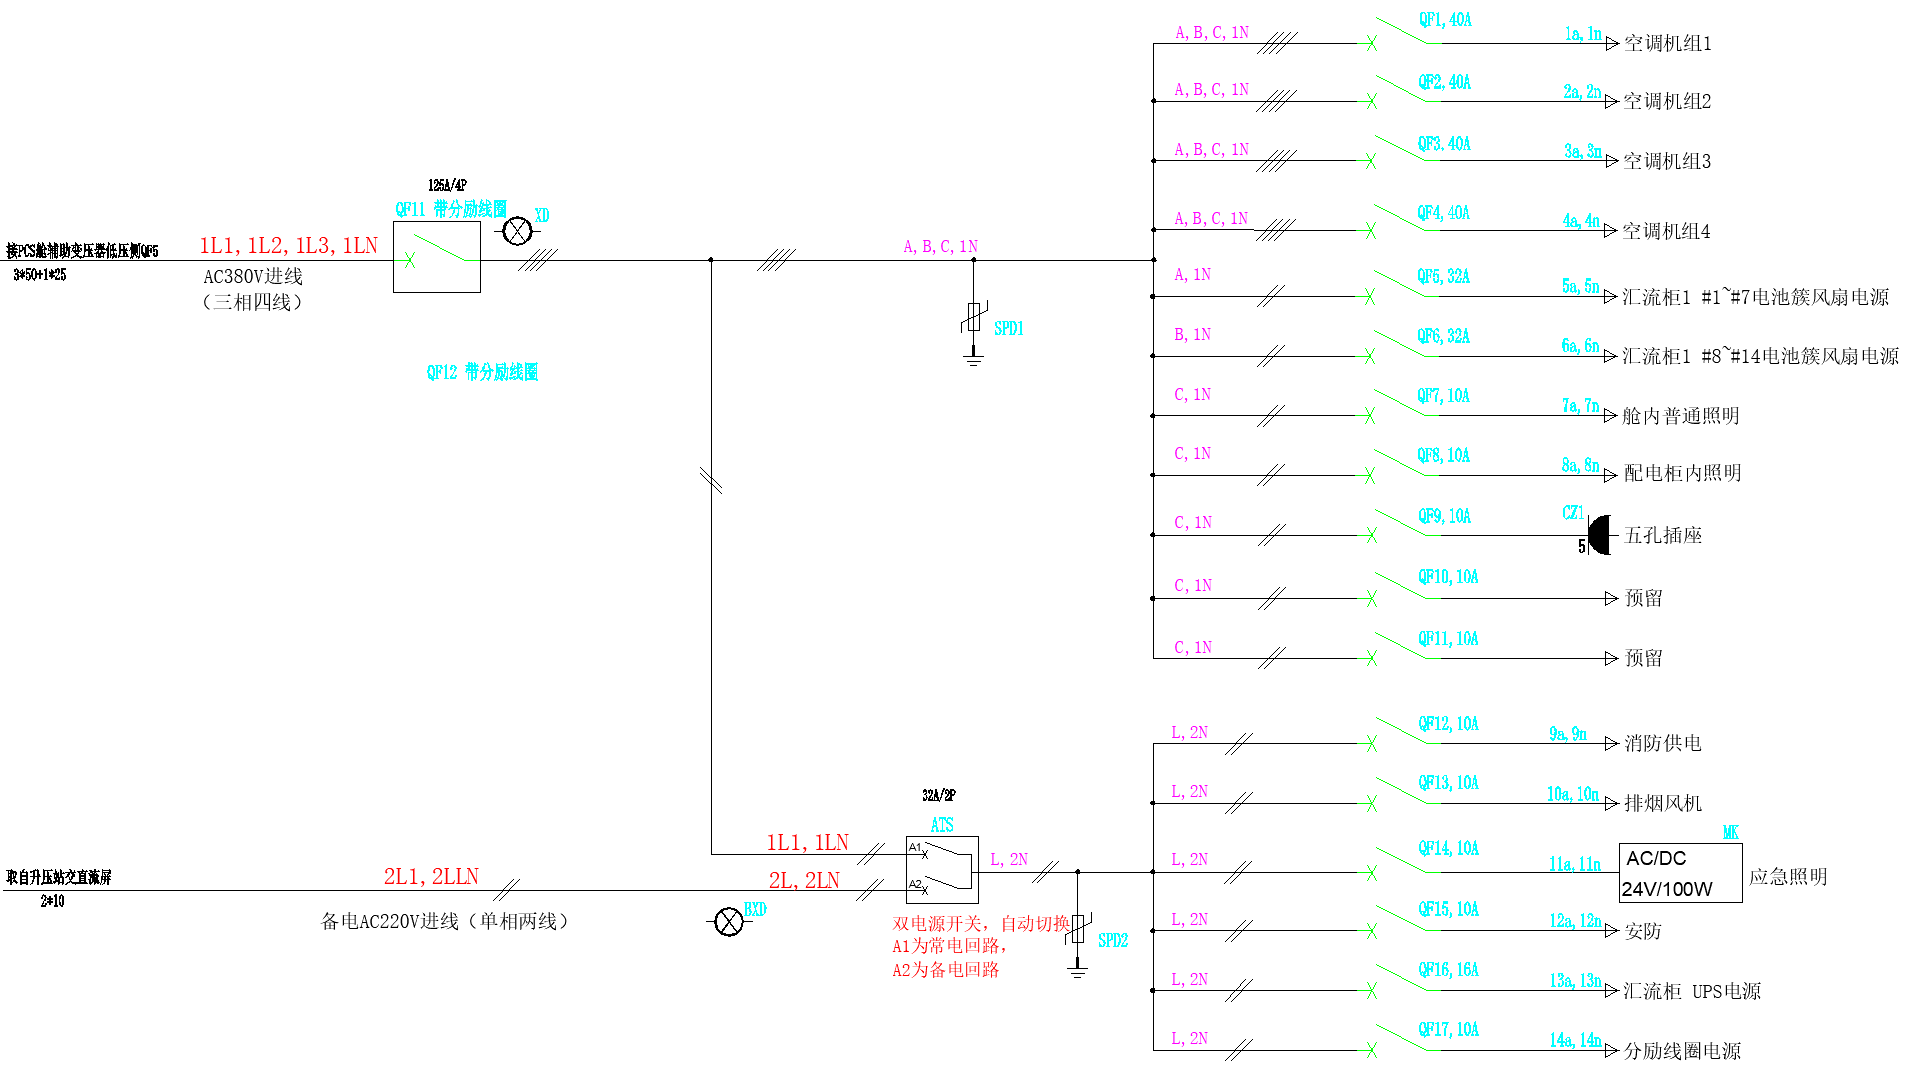 A, B, C, 1N
QF1, 40A
1a, 1n
空调机组1
A, B, C, 1N
QF2, 40A
2a, 2n
空调机组2
A, B, C, 1N
QF3, 40A
3a, 3n
空调机组3
A, B, C, 1N
QF4, 40A
4a, 4n
空调机组4
125A/4P
QF11 带分励线圈
XD
接PCS舱辅助变压器低压侧QF5
3*50+1*25
1L1, 1L2, 1L3, 1LN
AC380V进线
（三相四线）
A, B, C, 1N
SPD1
QF12 带分励线圈
A, 1N
QF5, 32A
5a, 5n
汇流柜1 #1~#7电池簇风扇电源
B, 1N
QF6, 32A
6a, 6n
汇流柜1 #8~#14电池簇风扇电源
C, 1N
QF7, 10A
7a, 7n
舱内普通照明
C, 1N
QF8, 10A
8a, 8n
配电柜内照明
C, 1N
QF9, 10A
CZ1
5
五孔插座
C, 1N
QF10, 10A
预留
C, 1N
QF11, 10A
预留
L, 2N
QF12, 10A
9a, 9n
消防供电
L, 2N
QF13, 10A
10a, 10n
排烟风机
32A/2P
ATS
1L1, 1LN
A1
A2
L, 2N
L, 2N
QF14, 10A
11a, 11n
MK
AC/DC
24V/100W
应急照明
取自升压站交直流屏
2*10
2L1, 2LLN
2L, 2LN
备电AC220V进线（单相两线）
BXD
双电源开关，自动切换
A1为常电回路，
A2为备电回路
SPD2
L, 2N
QF15, 10A
12a, 12n
安防
L, 2N
QF16, 16A
13a, 13n
汇流柜 UPS电源
L, 2N
QF17, 10A
14a, 14n
分励线圈电源